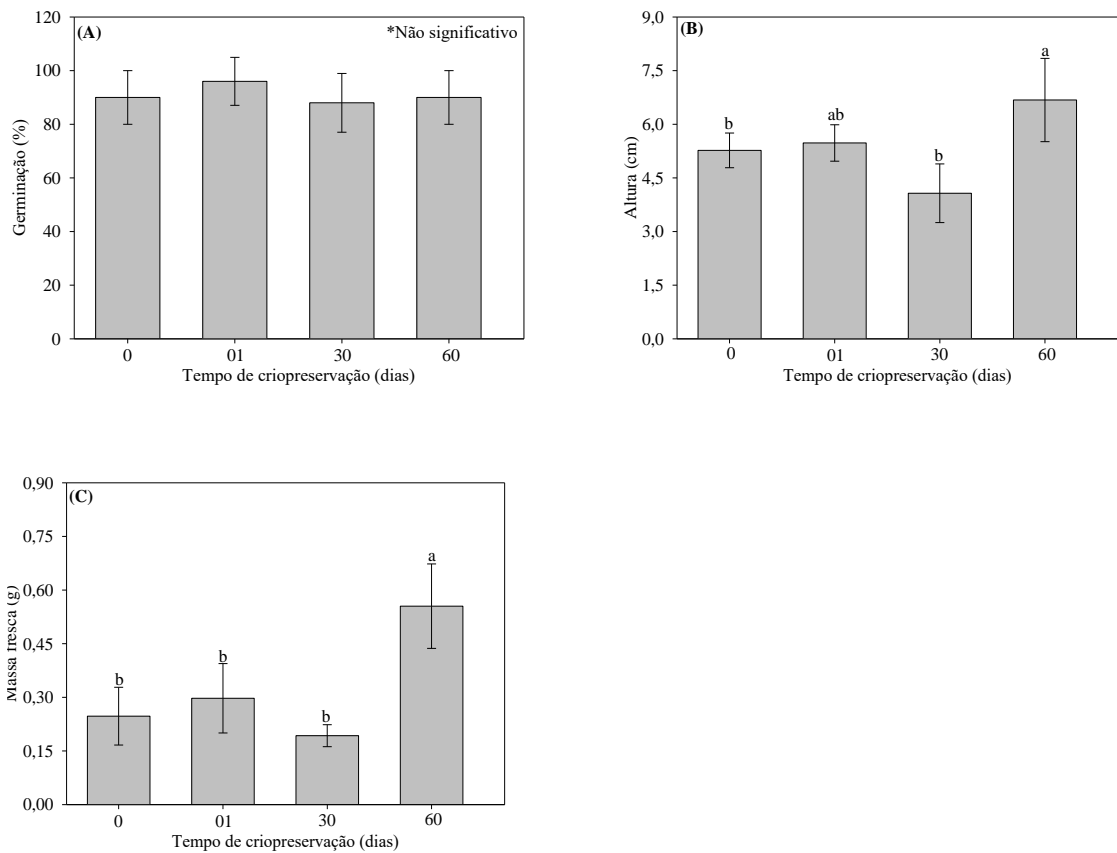 (A)
*Não significativo
120
100
80
60
40
20
0
Germinação (%)
0 01 30 60
Tempo de criopreservação (dias)
(B)
9,0
7,5
6,0
4,5
3,0
1,5
0,0
Altura (cm)
b ab b a
0 01 30 60
Tempo de criopreservação (dias)
(C)
0,90
0,75
0,60
0,45
0,30
0,15
0,00
Massa fresca (g)
b b b a
0 01 30 60
Tempo de criopreservação (dias)